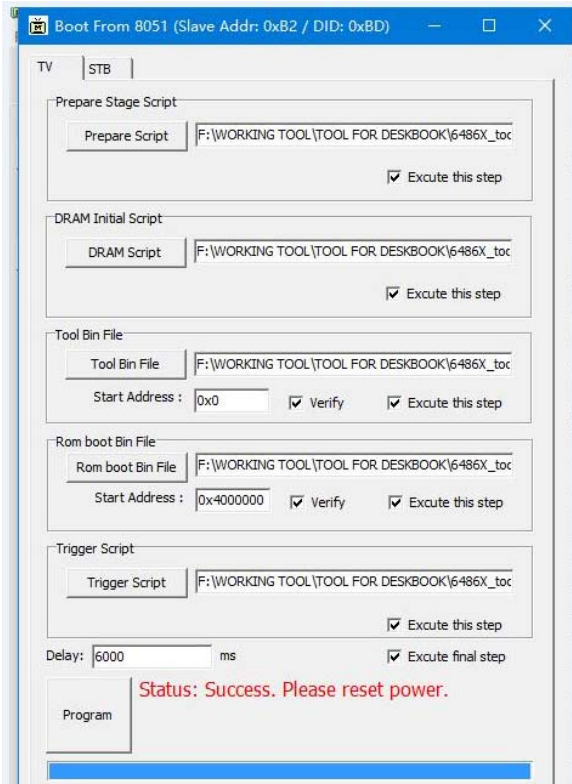 Boot From 8051 (Slave Addr: 0xB2 / DID: 0xBD)
TV STB
Prepare Stage Script
Prepare Script F:\WORKING TOOL\TOOL FOR DESKBOOK\6486X_too
Excute this step
DRAM Initial Script
DRAM Script F:\WORKING TOOL\TOOL FOR DESKBOOK\6486X_too
Excute this step
Tool Bin File
Tool Bin File F:\WORKING TOOL\TOOL FOR DESKBOOK\6486X_too
Start Address : 0x0 Verify Excute this step
Rom boot Bin File
Rom boot Bin File F:\WORKING TOOL\TOOL FOR DESKBOOK\6486X_too
Start Address : 0x4000000 Verify Excute this step
Trigger Script
Trigger Script F:\WORKING TOOL\TOOL FOR DESKBOOK\6486X_too
Excute this step
Delay: 6000 ms Excute final step
Status: Success. Please reset power.
Program